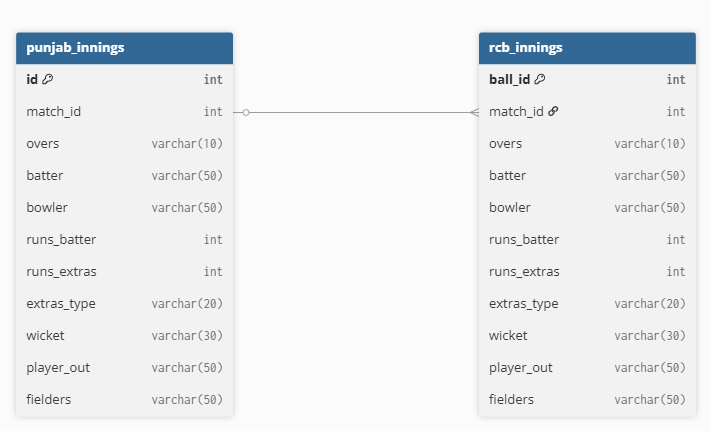 punjab_innings
id int
match_id int
overs varchar(10)
batter varchar(50)
bowler varchar(50)
runs_batter int
runs_extras int
extras_type varchar(20)
wicket varchar(30)
player_out varchar(50)
fielders varchar(50)
rcb_innings
ball_id int
match_id int
overs varchar(10)
batter varchar(50)
bowler varchar(50)
runs_batter int
runs_extras int
extras_type varchar(20)
wicket varchar(30)
player_out varchar(50)
fielders varchar(50)